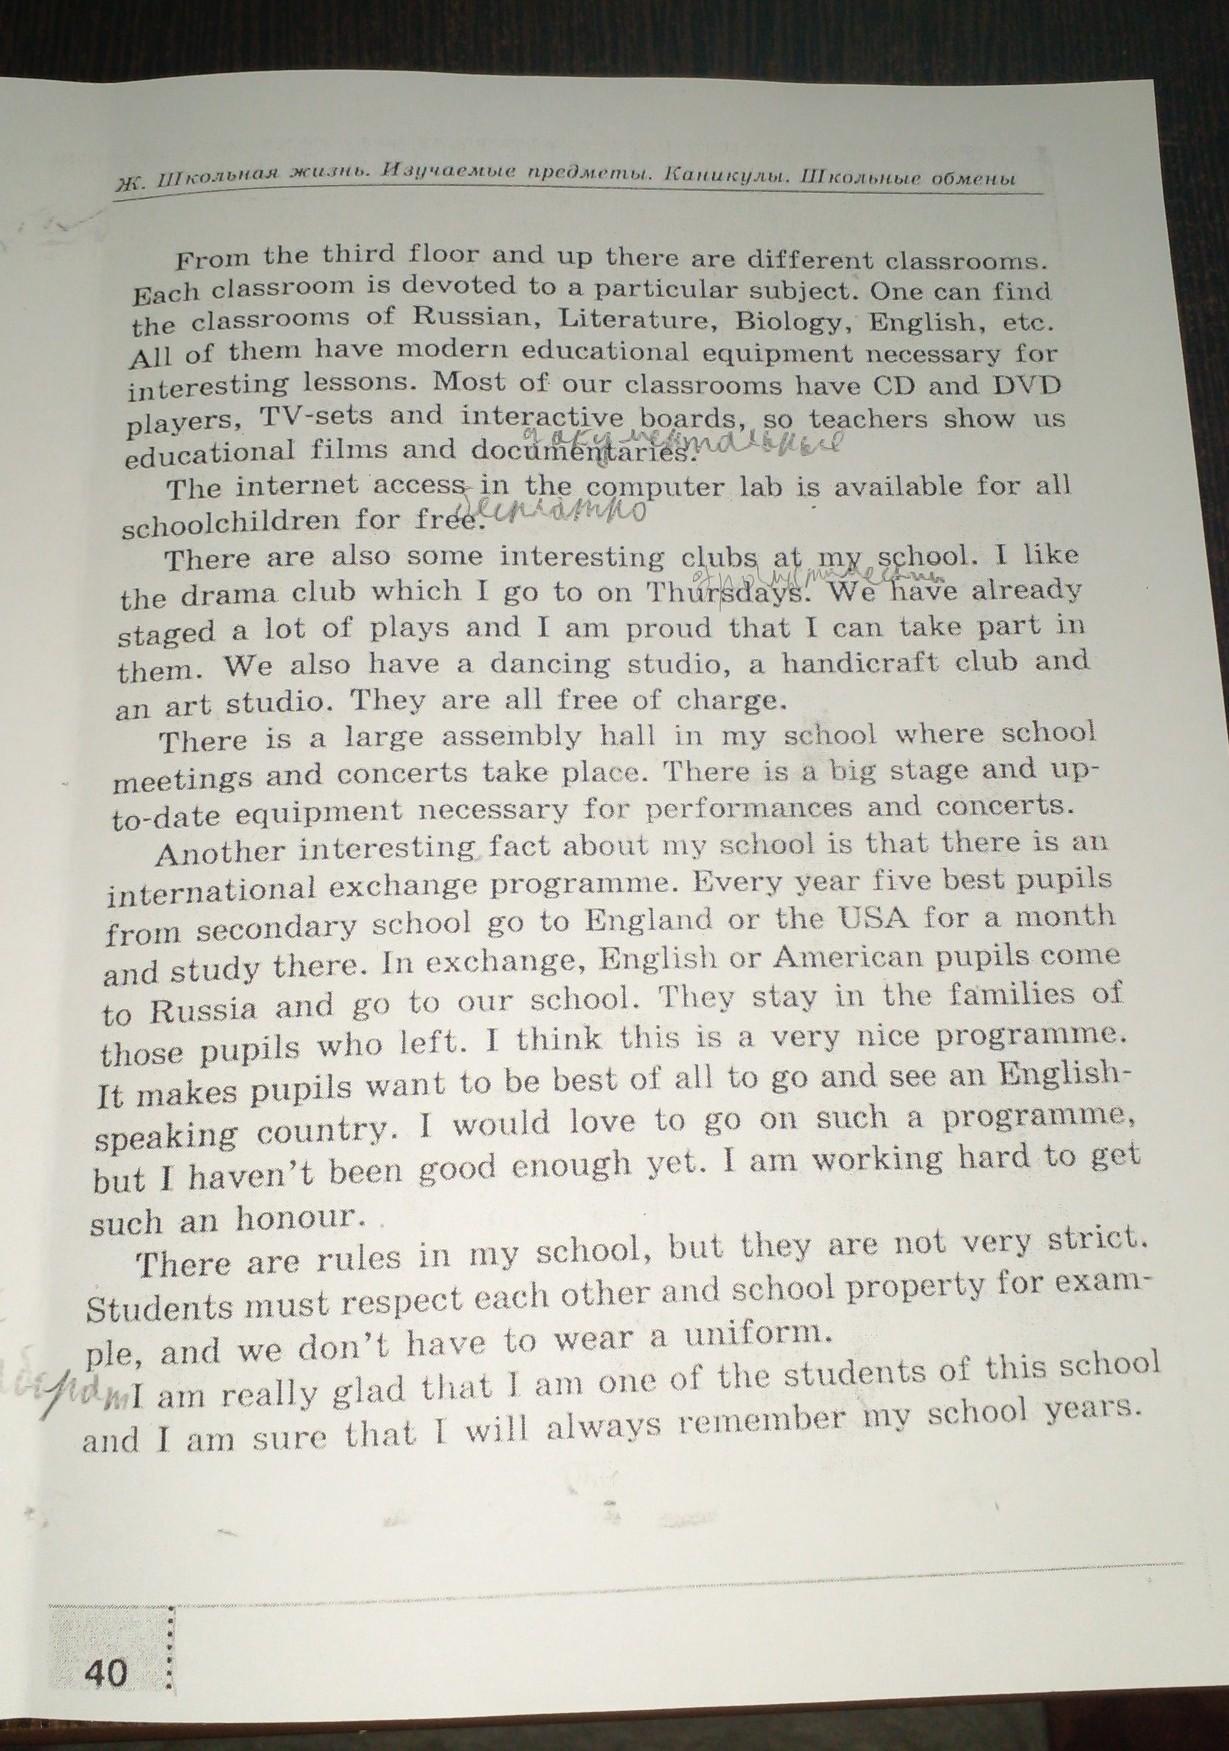 Ж. Школьная жизнь. Изучаемые предметы. Каникулы. Школьные обмены
From the third floor and up there are different classrooms.
Each classroom is devoted to a particular subject. One can find
the classrooms of Russian, Literature, Biology, English, etc.
All of them have modern educational equipment necessary for
interesting lessons. Most of our classrooms have CD and DVD
players, TV-sets and interactive boards, so teachers show us
документальные
educational films and documentaries.
The internet access in the computer lab is available for all
schoolchildren for free.
бесплатно
There are also some interesting clubs at my school. I like
the drama club which I go to on Thursdays. We have already
staged a lot of plays and I am proud that I can take part in
them. We also have a dancing studio, a handicraft club and
an art studio. They are all free of charge.
There is a large assembly hall in my school where school
meetings and concerts take place. There is a big stage and up-
to-date equipment necessary for performances and concerts.
Another interesting fact about my school is that there is an
international exchange programme. Every year five best pupils
from secondary school go to England or the USA for a month
and study there. In exchange, English or American pupils come
to Russia and go to our school. They stay in the families of
those pupils who left. I think this is a very nice programme.
It makes pupils want to be best of all to go and see an English-
speaking country. I would love to go on such a programme,
but I haven't been good enough yet. I am working hard to get
such an honour.
There are rules in my school, but they are not very strict.
Students must respect each other and school property for exam-
ple, and we don't have to wear a uniform.
I am really glad that I am one of the students of this school
and I am sure that I will always remember my school years.
40